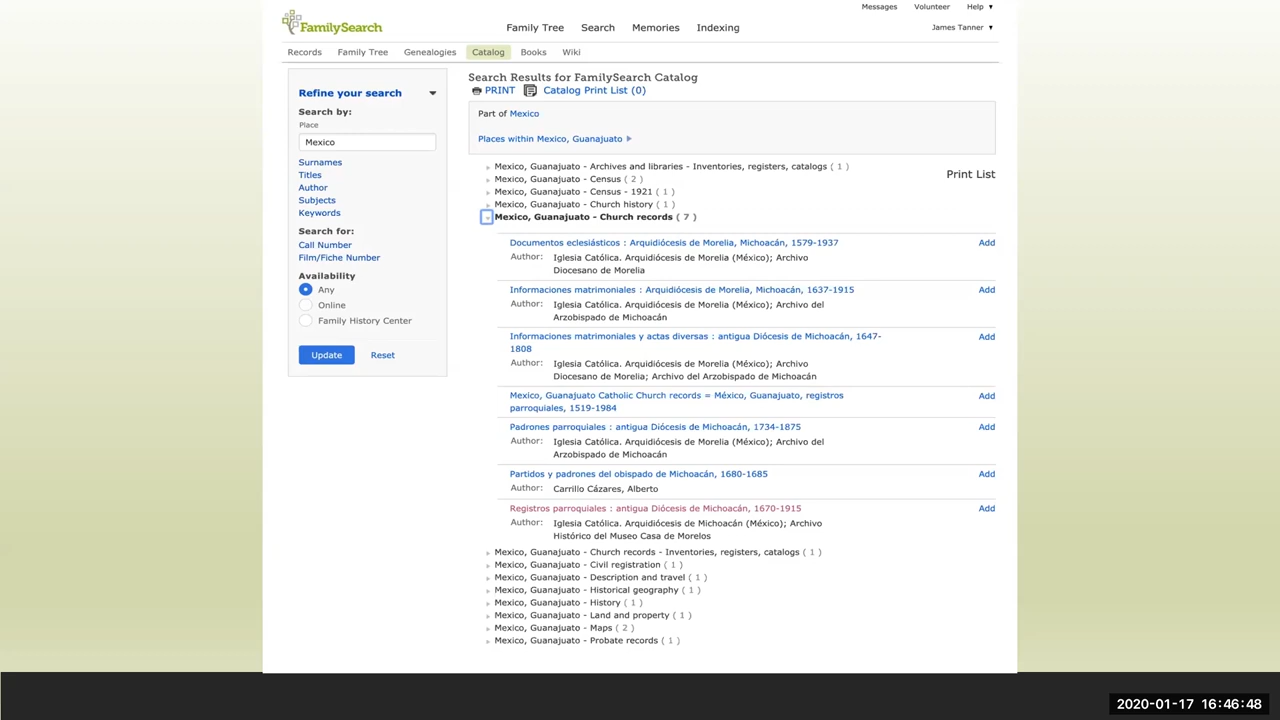 Messages Volunteer Help
FamilySearch
Family Tree Search Memories Indexing
James Tanner
Records Family Tree Genealogies Catalog Books Wiki
Refine your search
Search by:
Place
Mexico
Surnames
Titles
Author
Subjects
Keywords
Search for:
Call Number
Film/Fiche Number
Availability
Any
Online
Family History Center
Update Reset
Search Results for FamilySearch Catalog
PRINT Catalog Print List (0)
Part of Mexico
Places within Mexico, Guanajuato
Print List
Mexico, Guanajuato - Archives and libraries - Inventories, registers, catalogs ( 1 )
Mexico, Guanajuato - Census ( 2 )
Mexico, Guanajuato - Census - 1921 ( 1 )
Mexico, Guanajuato - Church history ( 1 )
Mexico, Guanajuato - Church records ( 7 )
Documentos eclesiásticos : Arquidiócesis de Morelia, Michoacán, 1579-1937 Add
Author: Iglesia Católica. Arquidiócesis de Morelia (México); Archivo
Diocesano de Morelia
Informaciones matrimoniales : Arquidiócesis de Morelia, Michoacán, 1637-1915 Add
Author: Iglesia Católica. Arquidiócesis de Morelia (México); Archivo del
Arzobispado de Michoacán
Informaciones matrimoniales y actas diversas : antigua Diócesis de Michoacán, 1647- Add
1808
Author: Iglesia Católica. Arquidiócesis de Morelia (México); Archivo
Diocesano de Morelia; Archivo del Arzobispado de Michoacán
Mexico, Guanajuato Catholic Church records = México, Guanajuato, registros Add
parroquiales, 1519-1984
Padrones parroquiales : antigua Diócesis de Michoacán, 1734-1875 Add
Author: Iglesia Católica. Arquidiócesis de Morelia (México); Archivo del
Arzobispado de Michoacán
Partidos y padrones del obispado de Michoacán, 1680-1685 Add
Author: Carrillo Cázares, Alberto
Registros parroquiales : antigua Diócesis de Michoacán, 1670-1915 Add
Author: Iglesia Católica. Arquidiócesis de Michoacán (México); Archivo
Histórico del Museo Casa de Morelos
Mexico, Guanajuato - Church records - Inventories, registers, catalogs ( 1 )
Mexico, Guanajuato - Civil registration ( 1 )
Mexico, Guanajuato - Description and travel ( 1 )
Mexico, Guanajuato - Historical geography ( 1 )
Mexico, Guanajuato - History ( 1 )
Mexico, Guanajuato - Land and property ( 1 )
Mexico, Guanajuato - Maps ( 2 )
Mexico, Guanajuato - Probate records ( 1 )
2020-01-17 16:46:48